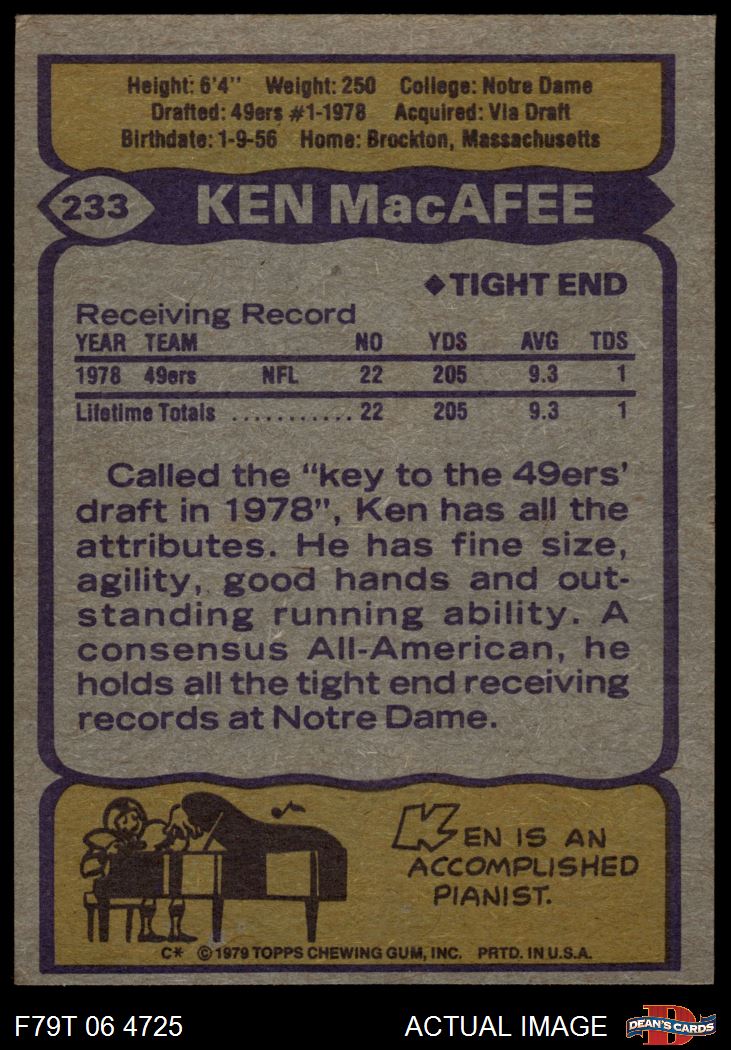 Height: 6'4'' Weight: 250 College: Notre Dame
Drafted: 49ers #1-1978 Acquired: Via Draft
Birthdate: 1-9-56 Home: Brockton, Massachusetts
233 KEN MacAFEE
◆TIGHT END
Receiving Record
YEAR TEAM NO YDS AVG TDS
1978 49ers NFL 22 205 9.3 1
Lifetime Totals ........... 22 205 9.3 1
Called the "key to the 49ers'
draft in 1978", Ken has all the
attributes. He has fine size,
agility, good hands and out-
standing running ability. A
consensus All-American, he
holds all the tight end receiving
records at Notre Dame.
KEN IS AN
ACCOMPLISHED
PIANIST.
C* © 1979 TOPPS CHEWING GUM, INC. PRTD. IN U.S.A.
F79T 06 4725 ACTUAL IMAGE DEAN'S CARDS